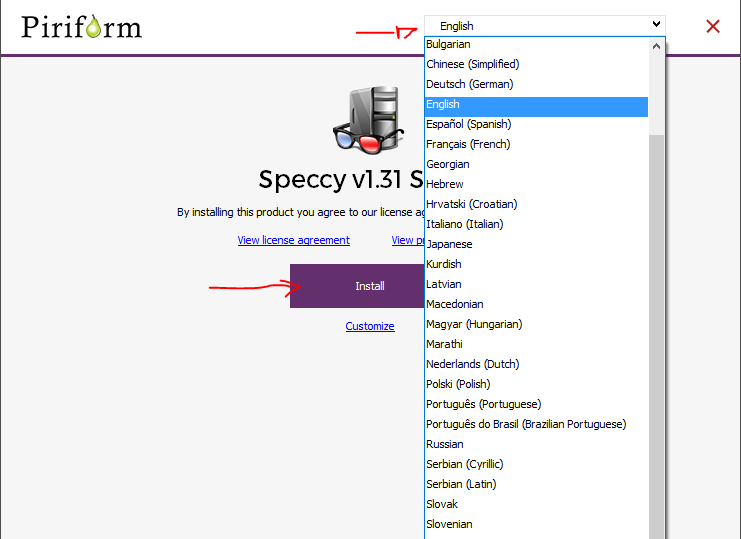 Piriform
English
Bulgarian
Chinese (Simplified)
Deutsch (German)
English
Español (Spanish)
Français (French)
Georgian
Hebrew
Hrvatski (Croatian)
Italiano (Italian)
Japanese
Kurdish
Latvian
Macedonian
Magyar (Hungarian)
Marathi
Nederlands (Dutch)
Polski (Polish)
Português (Portuguese)
Português do Brasil (Brazilian Portuguese)
Russian
Serbian (Cyrillic)
Serbian (Latin)
Slovak
Slovenian
Speccy v1.31 S
By installing this product you agree to our license ag
View license agreement View pr
Install
Customize